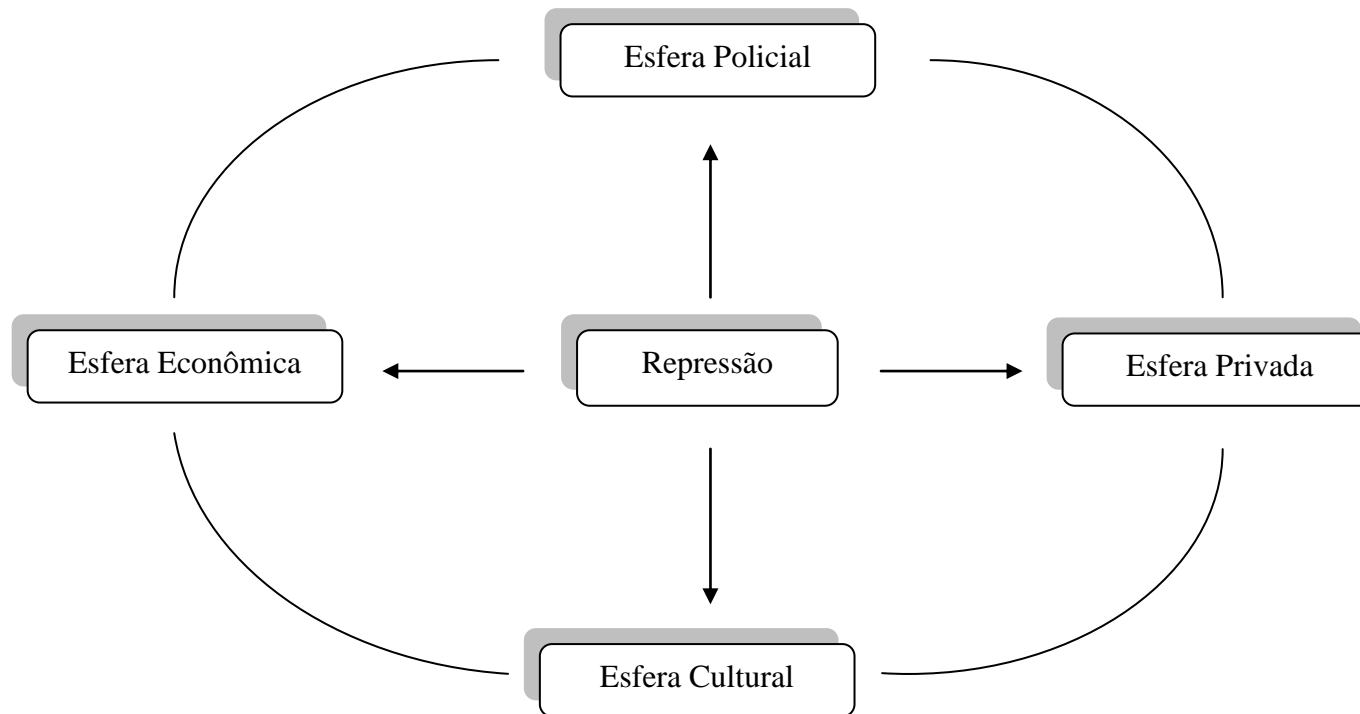 Esfera Policial
Esfera Econômica
Repressão
Esfera Privada
Esfera Cultural